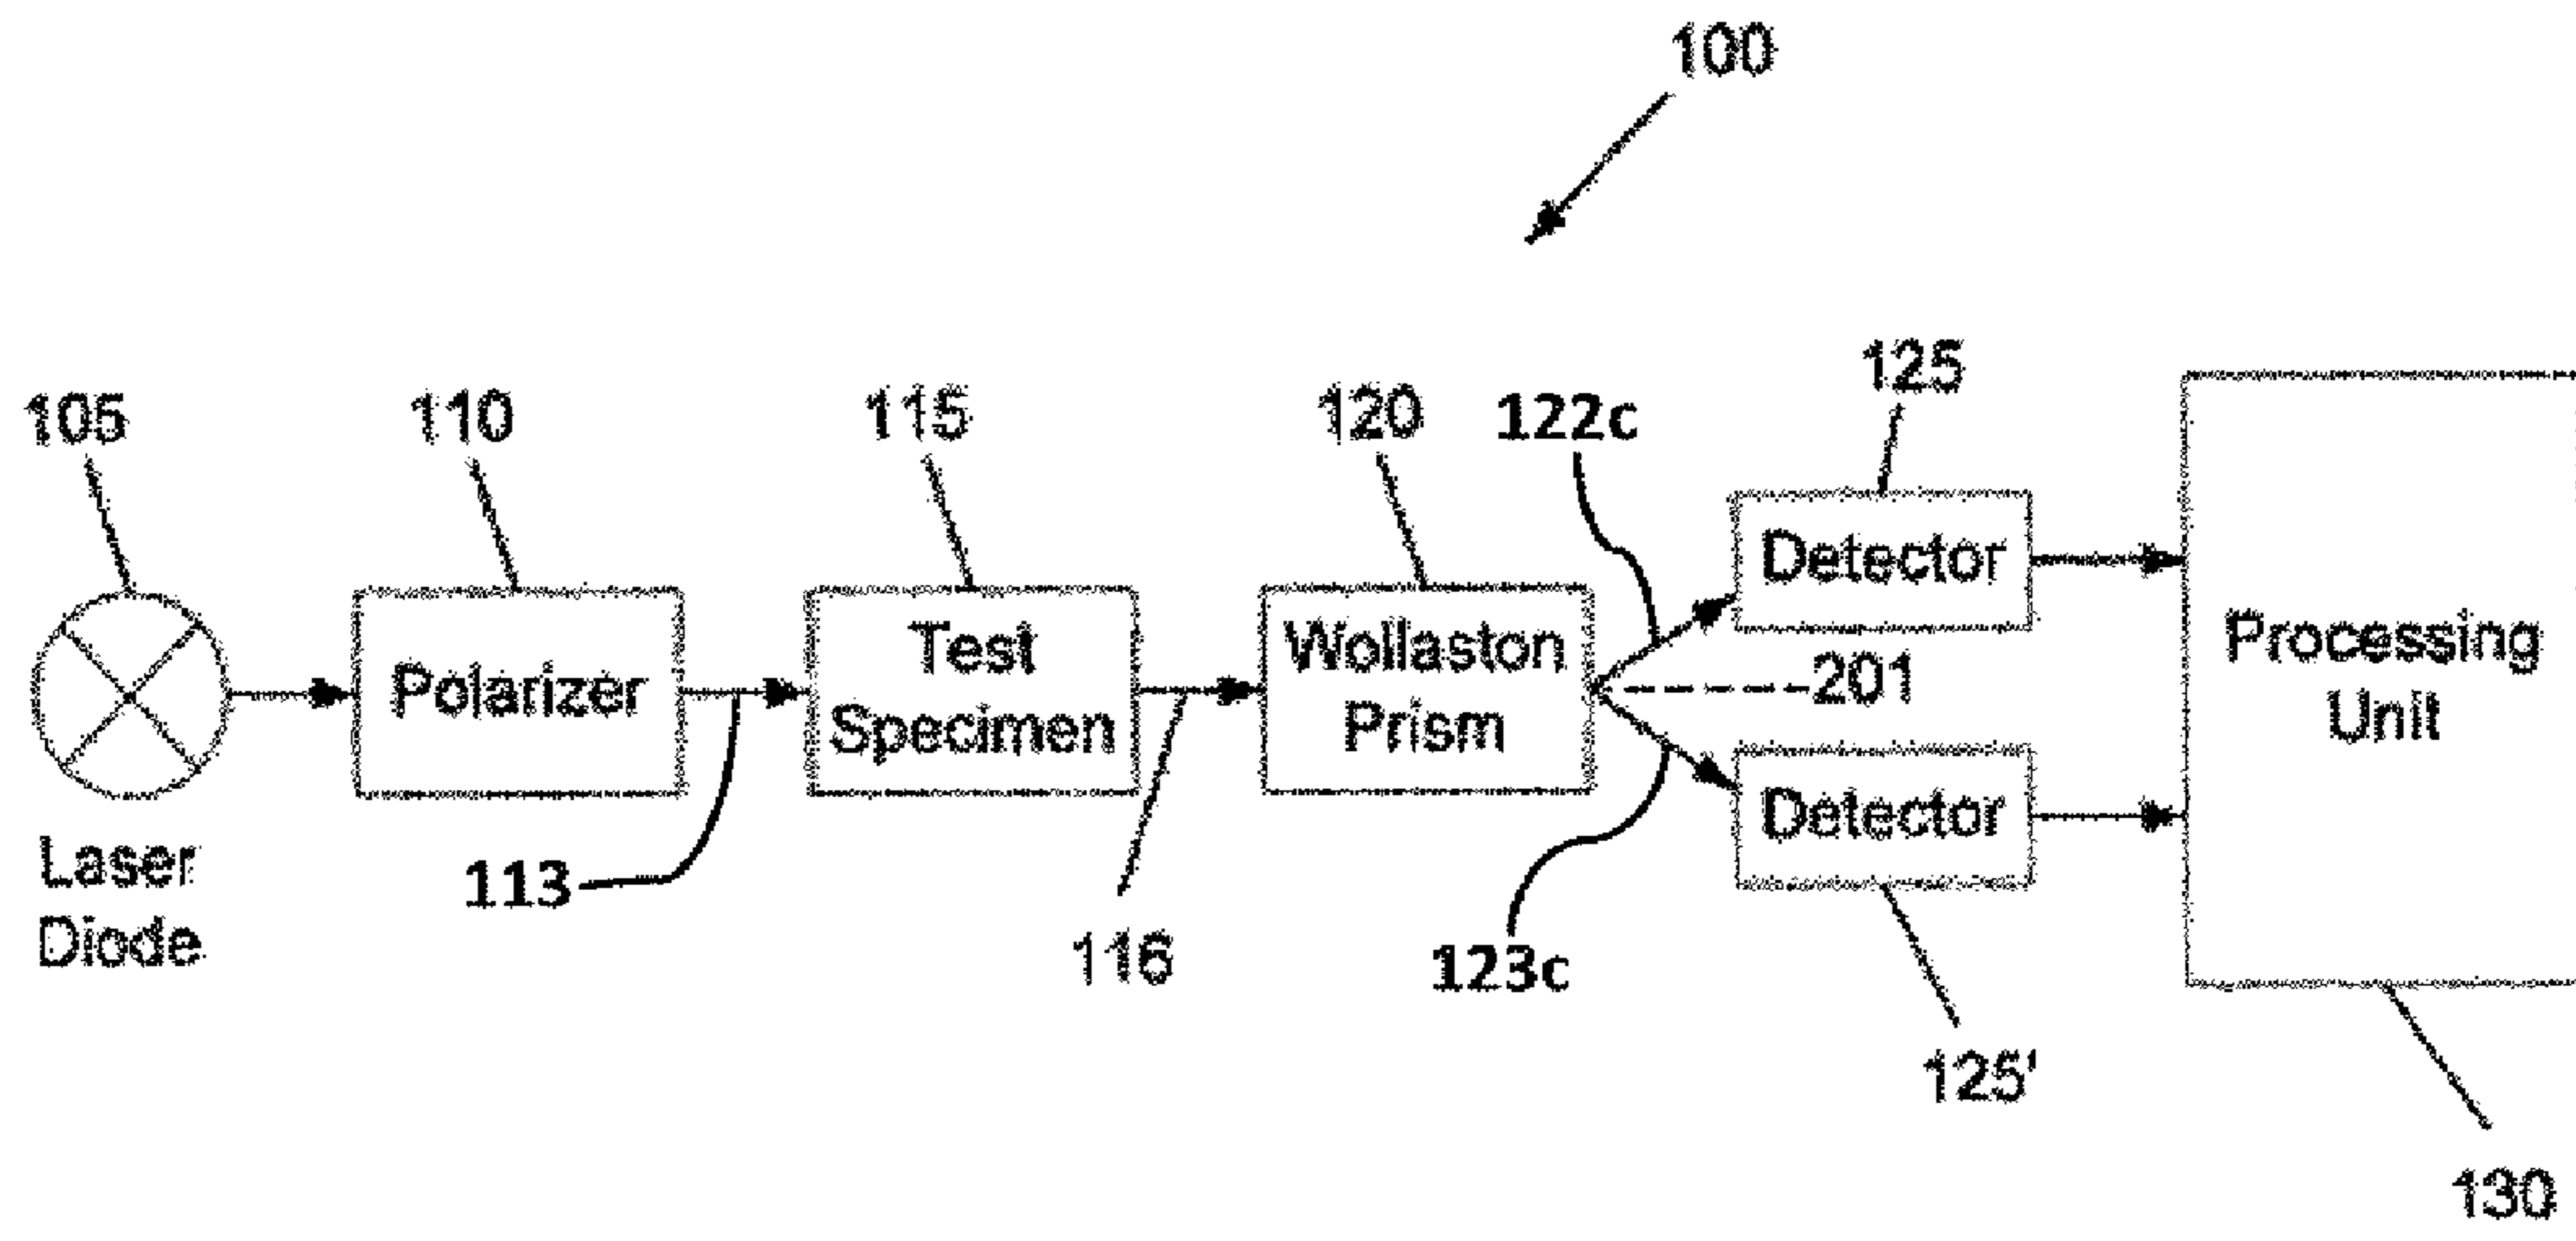 100
105
110
115
120
122c
125
Detector
Polarizer
Test
Specimen
Wollaston
Prism
201
Processing
Unit
Detector
Laser
Diode
113
116
123c
125'
130